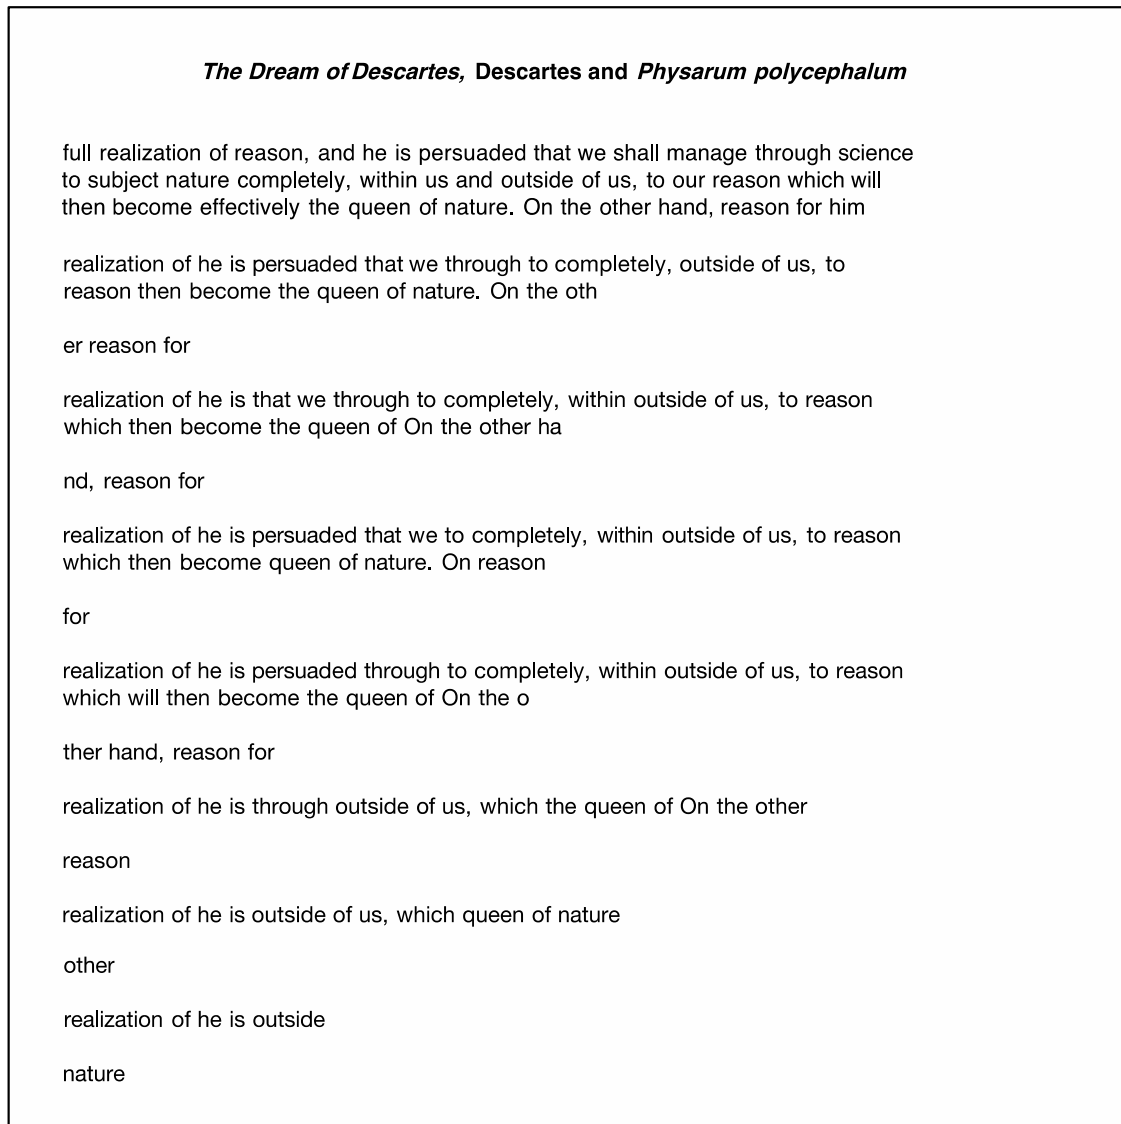 The Dream of Descartes, Descartes and Physarum polycephalum
full realization of reason, and he is persuaded that we shall manage through science
to subject nature completely, within us and outside of us, to our reason which will
then become effectively the queen of nature. On the other hand, reason for him
realization of he is persuaded that we through to completely, outside of us, to
reason then become the queen of nature. On the oth
er reason for
realization of he is that we through to completely, within outside of us, to reason
which then become the queen of On the other ha
nd, reason for
realization of he is persuaded that we to completely, within outside of us, to reason
which then become queen of nature. On reason
for
realization of he is persuaded through to completely, within outside of us, to reason
which will then become the queen of On the o
ther hand, reason for
realization of he is through outside of us, which the queen of On the other
reason
realization of he is outside of us, which queen of nature
other
realization of he is outside
nature